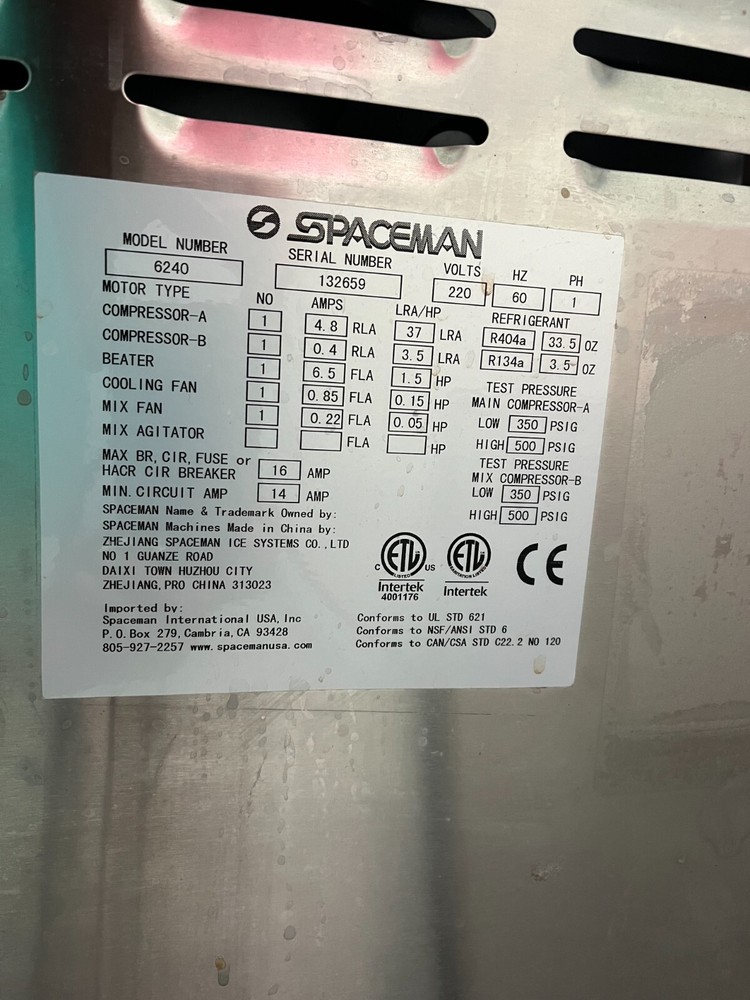 SPACEMAN
MODEL NUMBER SERIAL NUMBER VOLTS HZ PH
6240 132659 220 60 1
MOTOR TYPE NO AMPS LRA/HP REFRIGERANT
COMPRESSOR-A 1 4.8 RLA 37 LRA R404a 33.5 OZ
COMPRESSOR-B 1 0.4 RLA 3.5 LRA R134a 3.5 OZ
BEATER 1 6.5 FLA 1.5 HP TEST PRESSURE
COOLING FAN 1 0.85 FLA 0.15 HP MAIN COMPRESSOR-A
MIX FAN 1 0.22 FLA 0.05 HP LOW 350 PSIG
MIX AGITATOR FLA HP HIGH 500 PSIG
MAX BR, CIR, FUSE or TEST PRESSURE
HACR CIR BREAKER 16 AMP MIX COMPRESSOR-B
MIN. CIRCUIT AMP 14 AMP LOW 350 PSIG
HIGH 500 PSIG
SPACEMAN Name & Trademark Owned by:
SPACEMAN Machines Made in China by:
ZHEJIANG SPACEMAN ICE SYSTEMS CO.,LTD
NO 1 GUANZE ROAD
DAIXI TOWN HUZHOU CITY
ZHEJIANG,PRO CHINA 313023
C ETL US LISTED
Intertek
4001176
ETL SANITATION LISTED
Intertek
CE
Imported by:
Spaceman International USA, Inc
P.O. Box 279, Cambria, CA 93428
805-927-2257 www.spacemanusa.com
Conforms to UL STD 621
Conforms to NSF/ANSI STD 6
Conforms to CAN/CSA STD C22.2 NO 120